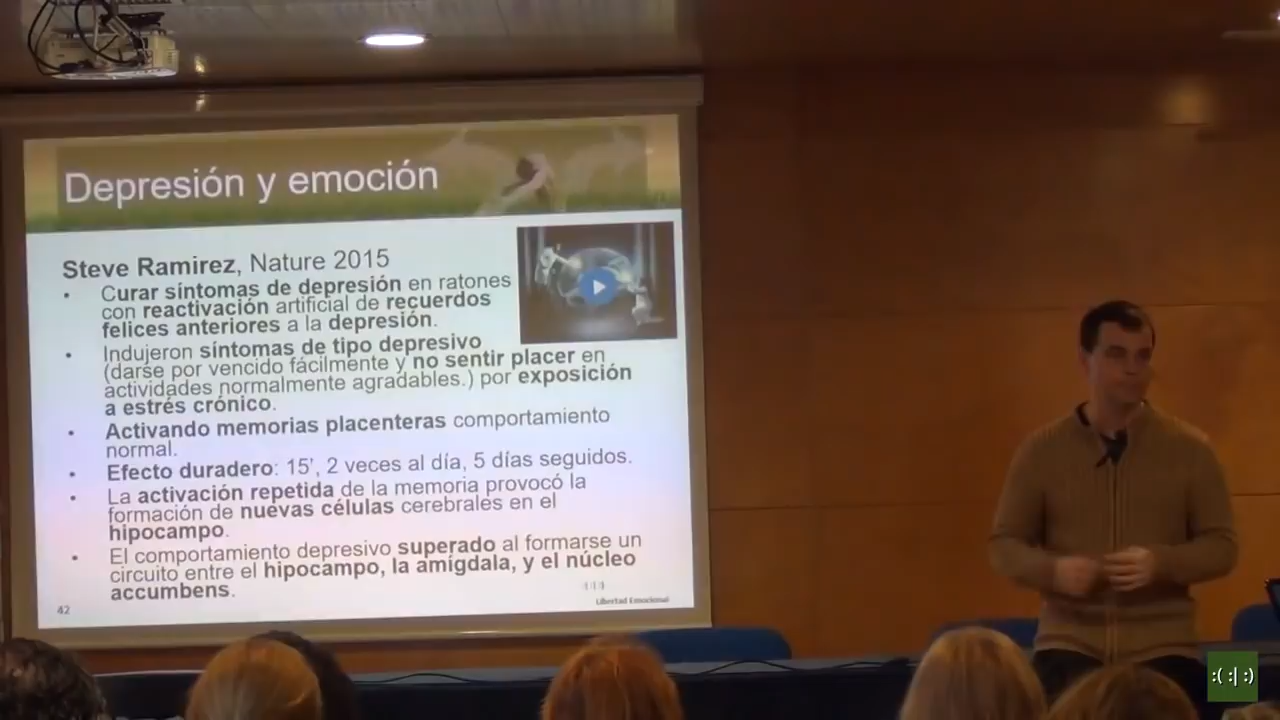 Depresión y emoción
Steve Ramirez, Nature 2015
• Curar síntomas de depresión en ratones
con reactivación artificial de recuerdos
felices anteriores a la depresión.
• Indujeron síntomas de tipo depresivo
(darse por vencido fácilmente y no sentir placer en
actividades normalmente agradables.) por exposición
a estrés crónico.
• Activando memorias placenteras comportamiento
normal.
• Efecto duradero: 15', 2 veces al día, 5 días seguidos.
• La activación repetida de la memoria provocó la
formación de nuevas células cerebrales en el
hipocampo.
• El comportamiento depresivo superado al formarse un
circuito entre el hipocampo, la amígdala, y el núcleo
accumbens.
42
Libertad Emocional
:( :| :)